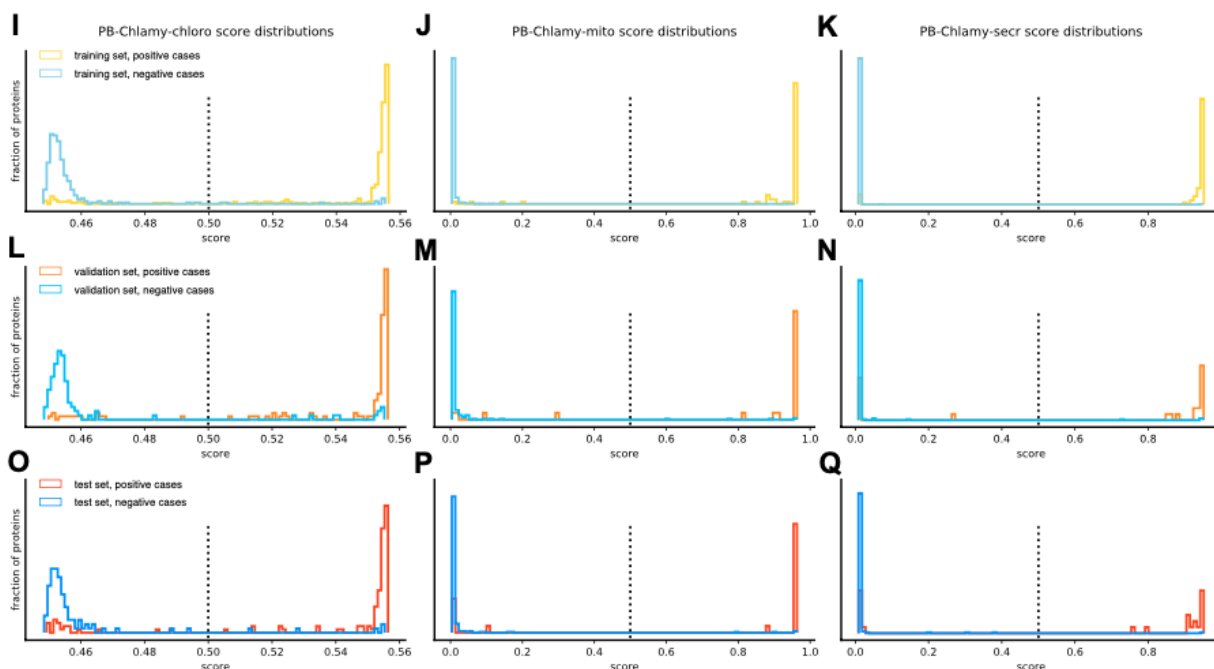 I PB-Chlamy-chloro score distributions J PB-Chlamy-mito score distributions K PB-Chlamy-secr score distributions
training set, positive cases
training set, negative cases
fraction of proteins
0.46 0.48 0.50 0.52 0.54 0.56 0.0 0.2 0.4 0.6 0.8 1.0 0.0 0.2 0.4 0.6 0.8
score score score
L M N
validation set, positive cases
validation set, negative cases
fraction of proteins
0.46 0.48 0.50 0.52 0.54 0.56 0.0 0.2 0.4 0.6 0.8 1.0 0.0 0.2 0.4 0.6 0.8
score score score
O P Q
test set, positive cases
test set, negative cases
fraction of proteins
0.46 0.48 0.50 0.52 0.54 0.56 0.0 0.2 0.4 0.6 0.8 1.0 0.0 0.2 0.4 0.6 0.8
score score score